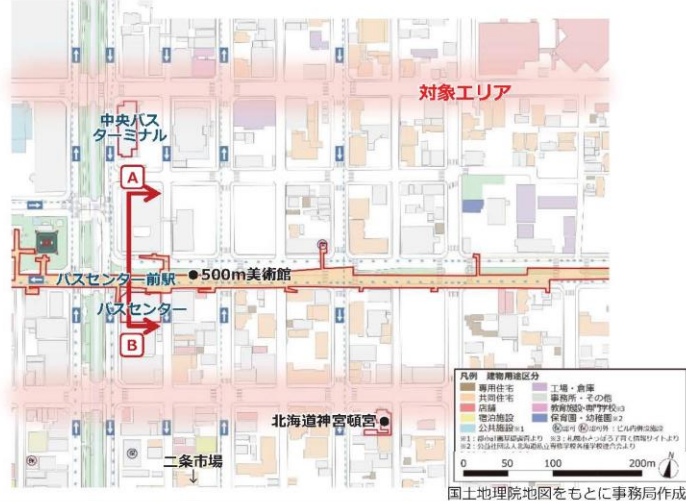 対象エリア
中央バス
ターミナル
A
●500m美術館
バスセンター前駅
バスセンター
B
北海道神宮頓宮●
二条市場
↓
凡例 建物用途区分
専用住宅
共同住宅
店舗
宿泊施設
公共施設※1
工場・倉庫
事務所・その他
教育施設・専門学校※3
保育園・幼稚園※2
0 50 100 200m
国土地理院地図をもとに事務局作成